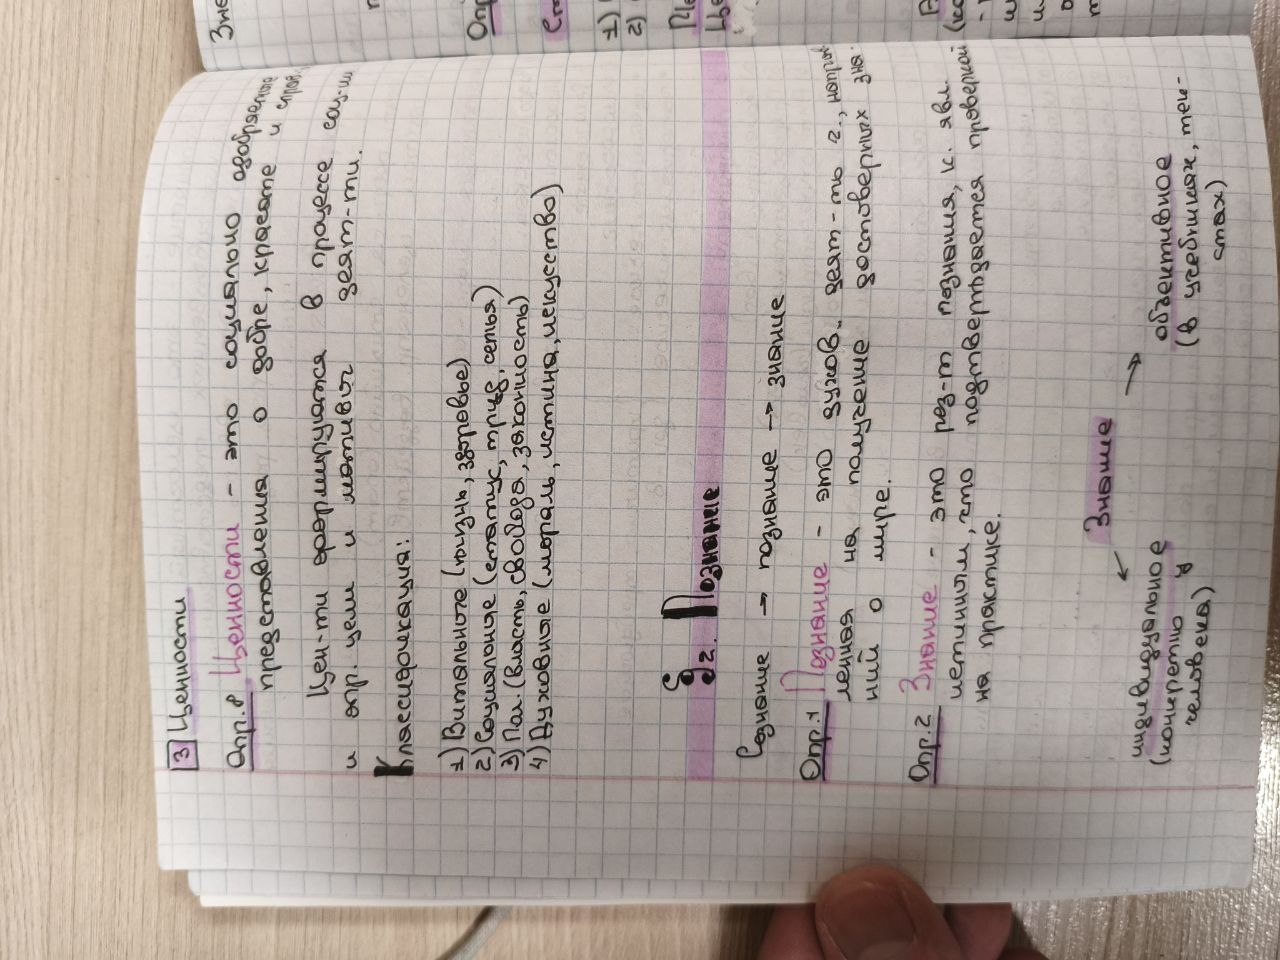 3 Ценности
Опр.8 Ценности - это социально одобряемые
представления о добре, красоте и справ.
Цен-ти формируются в процессе соц-ии
и опр. цели и мотивы деят-ти.
Классификация:
1) Витальные (жизнь, здоровье)
2) Социальные (статус, труд, семья)
3) Пол. (власть, свобода, законность)
4) Духовные (мораль, истина, искусство)
§2. Познание
Сознание → познание → знание
Опр.1 Познание - это духов. деят-ть ч., направ
ленная на получение достоверных зна-
ний о мире.
Опр.2 Знание - это рез-т познания, к. явл.
истинным, что подтверждается проверкой
на практике.
Знание
индивидуальное
(конкретно у
человека)
объективное
(в учебниках, тек-
стах)